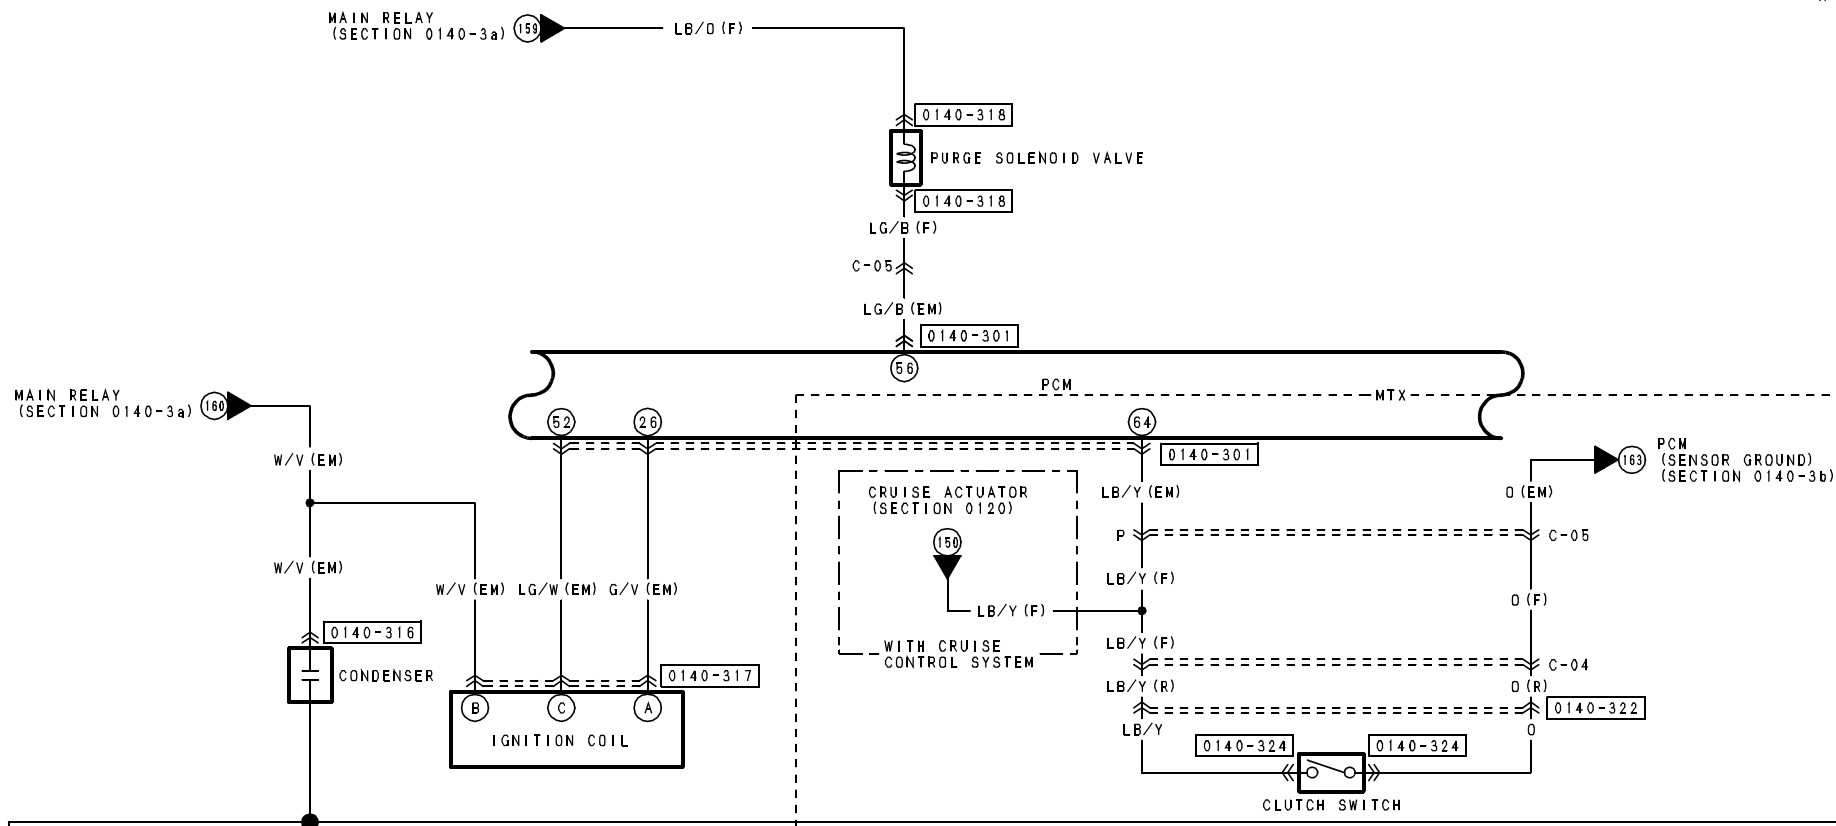 MAIN RELAY
(SECTION 0140-3a)
159
LB/O (F)
0140-318
PURGE SOLENOID VALVE
0140-318
LG/B (F)
C-05
LG/B (EM)
0140-301
56
PCM
MTX
MAIN RELAY
(SECTION 0140-3a)
160
52
26
64
0140-301
PCM
(SENSOR GROUND)
(SECTION 0140-3b)
163
W/V (EM)
CRUISE ACTUATOR
(SECTION 0120)
150
LB/Y (EM)
O (EM)
P
C-05
W/V (EM)
W/V (EM)
LG/W (EM)
G/V (EM)
LB/Y (F)
O (F)
LB/Y (F)
0140-316
WITH CRUISE
CONTROL SYSTEM
LB/Y (F)
C-04
CONDENSER
0140-317
LB/Y (R)
O (R)
B
C
A
0140-322
LB/Y
O
IGNITION COIL
0140-324
0140-324
CLUTCH SWITCH